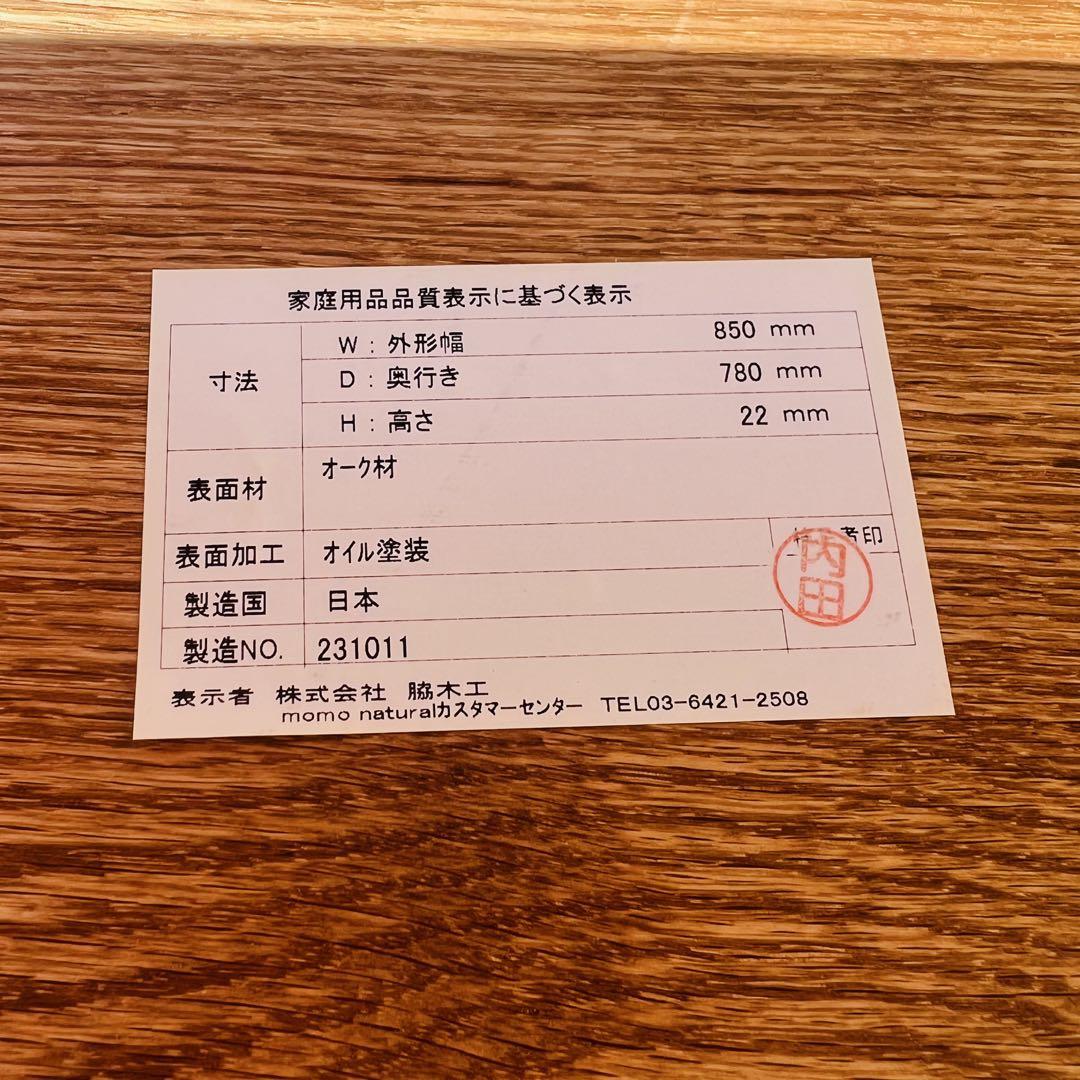 家庭用品品質表示に基づく表示
寸法
W : 外形幅 850 mm
D : 奥行き 780 mm
H : 高さ 22 mm
表面材 オーク材
表面加工 オイル塗装
者印
内田
製造国 日本
製造NO. 231011
表示者 株式会社 脇木工
momo naturalカスタマーセンター TEL03-6421-2508